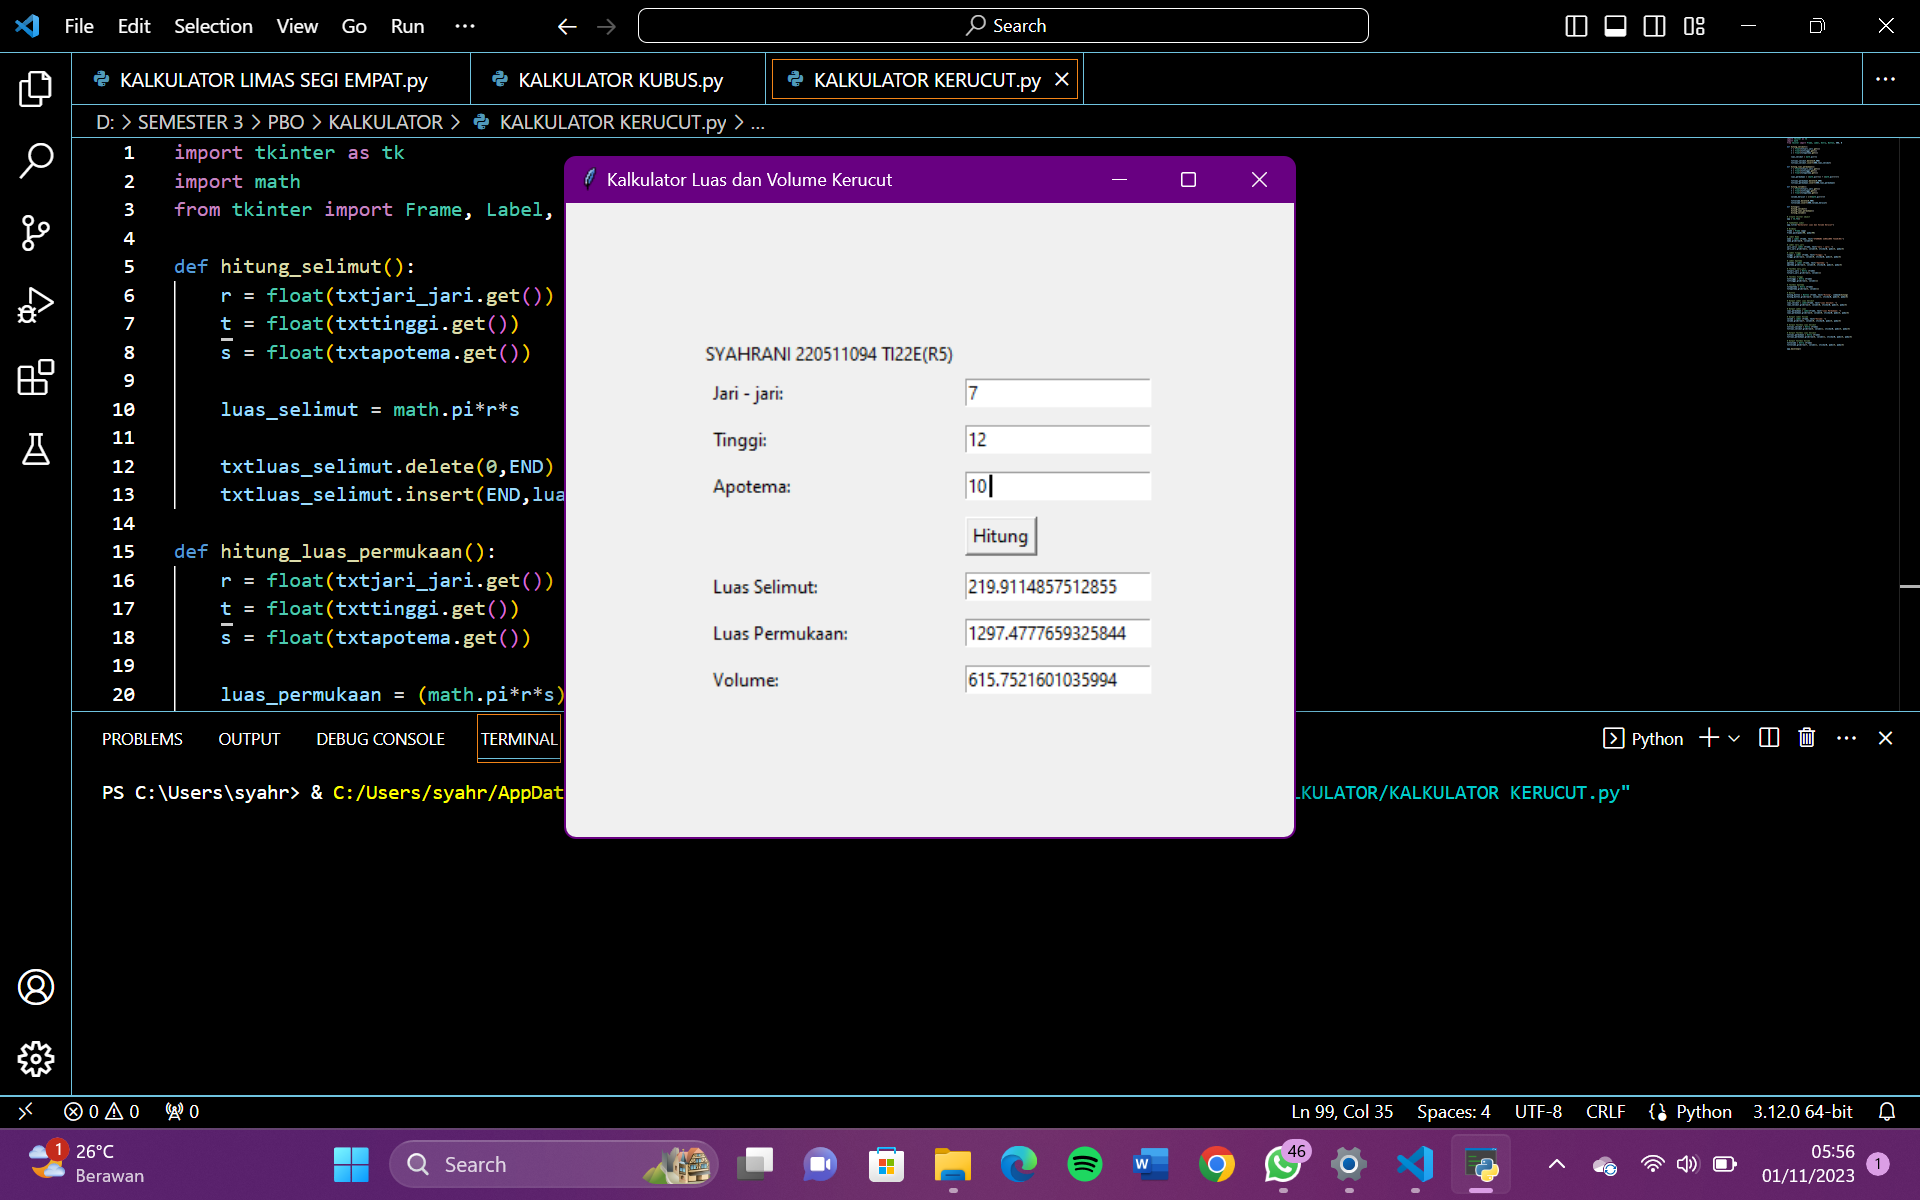 File Edit Selection View Go Run ···
Search
KALKULATOR LIMAS SEGI EMPAT.py
KALKULATOR KUBUS.py
KALKULATOR KERUCUT.py
D: > SEMESTER 3 > PBO > KALKULATOR > KALKULATOR KERUCUT.py > ...
1 import tkinter as tk
2 import math
3 from tkinter import Frame, Label,
4
5 def hitung_selimut():
6 r = float(txtjari_jari.get())
7 t = float(txttinggi.get())
8 s = float(txtapotema.get())
9
10 luas_selimut = math.pi*r*s
11
12 txtluas_selimut.delete(0,END)
13 txtluas_selimut.insert(END,lua
14
15 def hitung_luas_permukaan():
16 r = float(txtjari_jari.get())
17 t = float(txttinggi.get())
18 s = float(txtapotema.get())
19
20 luas_permukaan = (math.pi*r*s)
Kalkulator Luas dan Volume Kerucut
SYAHRANI 220511094 TI22E(R5)
Jari - jari: 7
Tinggi: 12
Apotema: 10
Hitung
Luas Selimut: 219.9114857512855
Luas Permukaan: 1297.4777659325844
Volume: 615.7521601035994
PROBLEMS OUTPUT DEBUG CONSOLE TERMINAL
Python
PS C:\Users\syahr> & C:/Users/syahr/AppDat
LKULATOR/KALKULATOR KERUCUT.py"
0 0 0
Ln 99, Col 35 Spaces: 4 UTF-8 CRLF Python 3.12.0 64-bit
1
26°C
Berawan
Search
46
05:56
01/11/2023
1